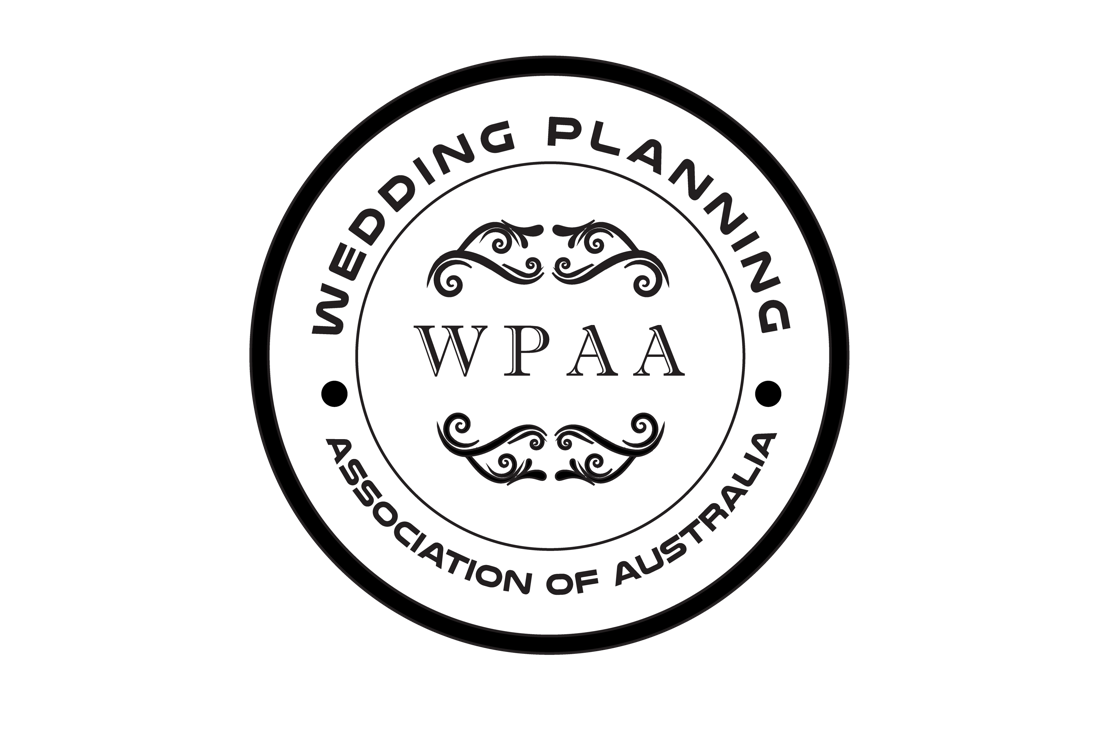 WEDDING PLANNING
WPAA
ASSOCIATION OF AUSTRALIA